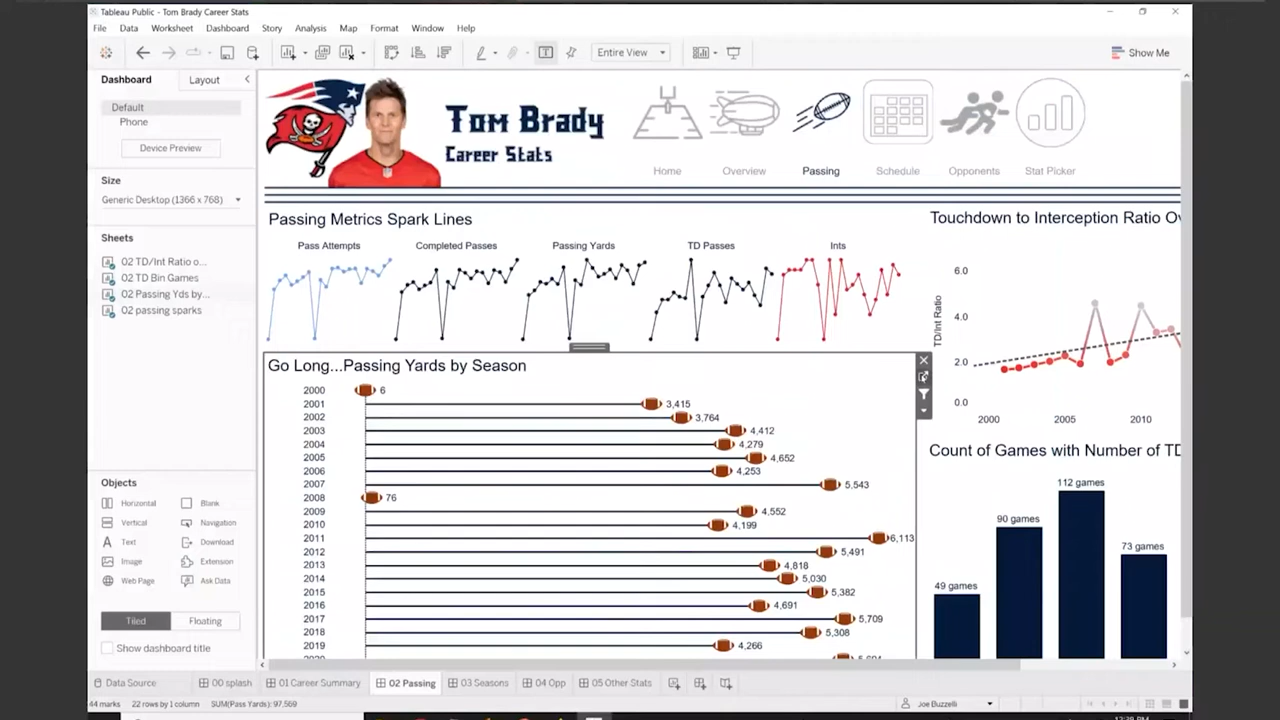 Tableau Public - Tom Brady Career Stats
File Data Worksheet Dashboard Story Analysis Map Format Window Help
Entire View
Show Me
Dashboard Layout
Default
Phone
Device Preview
Size
Generic Desktop (1366 x 768)
Sheets
02 TD/Int Ratio o...
02 TD Bin Games
02 Passing Yds by...
02 passing sparks
Objects
Horizontal Blank
Vertical Navigation
Text Download
Image Extension
Web Page Ask Data
Tiled Floating
Show dashboard title
Tom Brady
Career Stats
Home Overview Passing Schedule Opponents Stat Picker
Passing Metrics Spark Lines
Pass Attempts Completed Passes Passing Yards TD Passes Ints
Go Long...Passing Yards by Season
2000 6
2001 3,415
2002 3,764
2003 4,412
2004 4,279
2005 4,652
2006 4,253
2007 5,543
2008 76
2009 4,552
2010 4,199
2011 6,113
2012 5,491
2013 4,818
2014 5,030
2015 5,382
2016 4,691
2017 5,709
2018 5,308
2019 4,266
Touchdown to Interception Ratio Ov
TD/Int Ratio
6.0
4.0
2.0
0.0
2000 2005 2010
Count of Games with Number of TD
49 games
90 games
112 games
73 games
Data Source 00 splash 01 Career Summary 02 Passing 03 Seasons 04 Opp 05 Other Stats
44 marks 22 rows by 1 column SUM(Pass Yards): 97,569
Joe Buzzelli